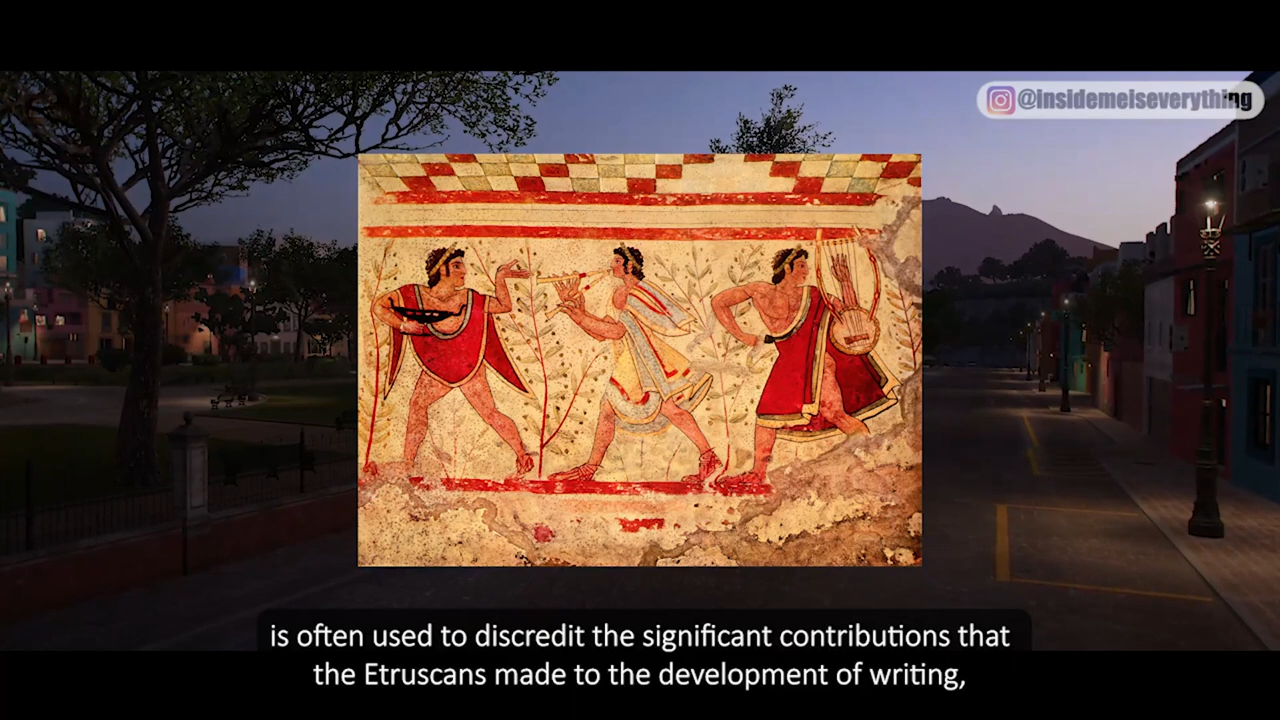 @insidemeiseverything
is often used to discredit the significant contributions that
the Etruscans made to the development of writing,